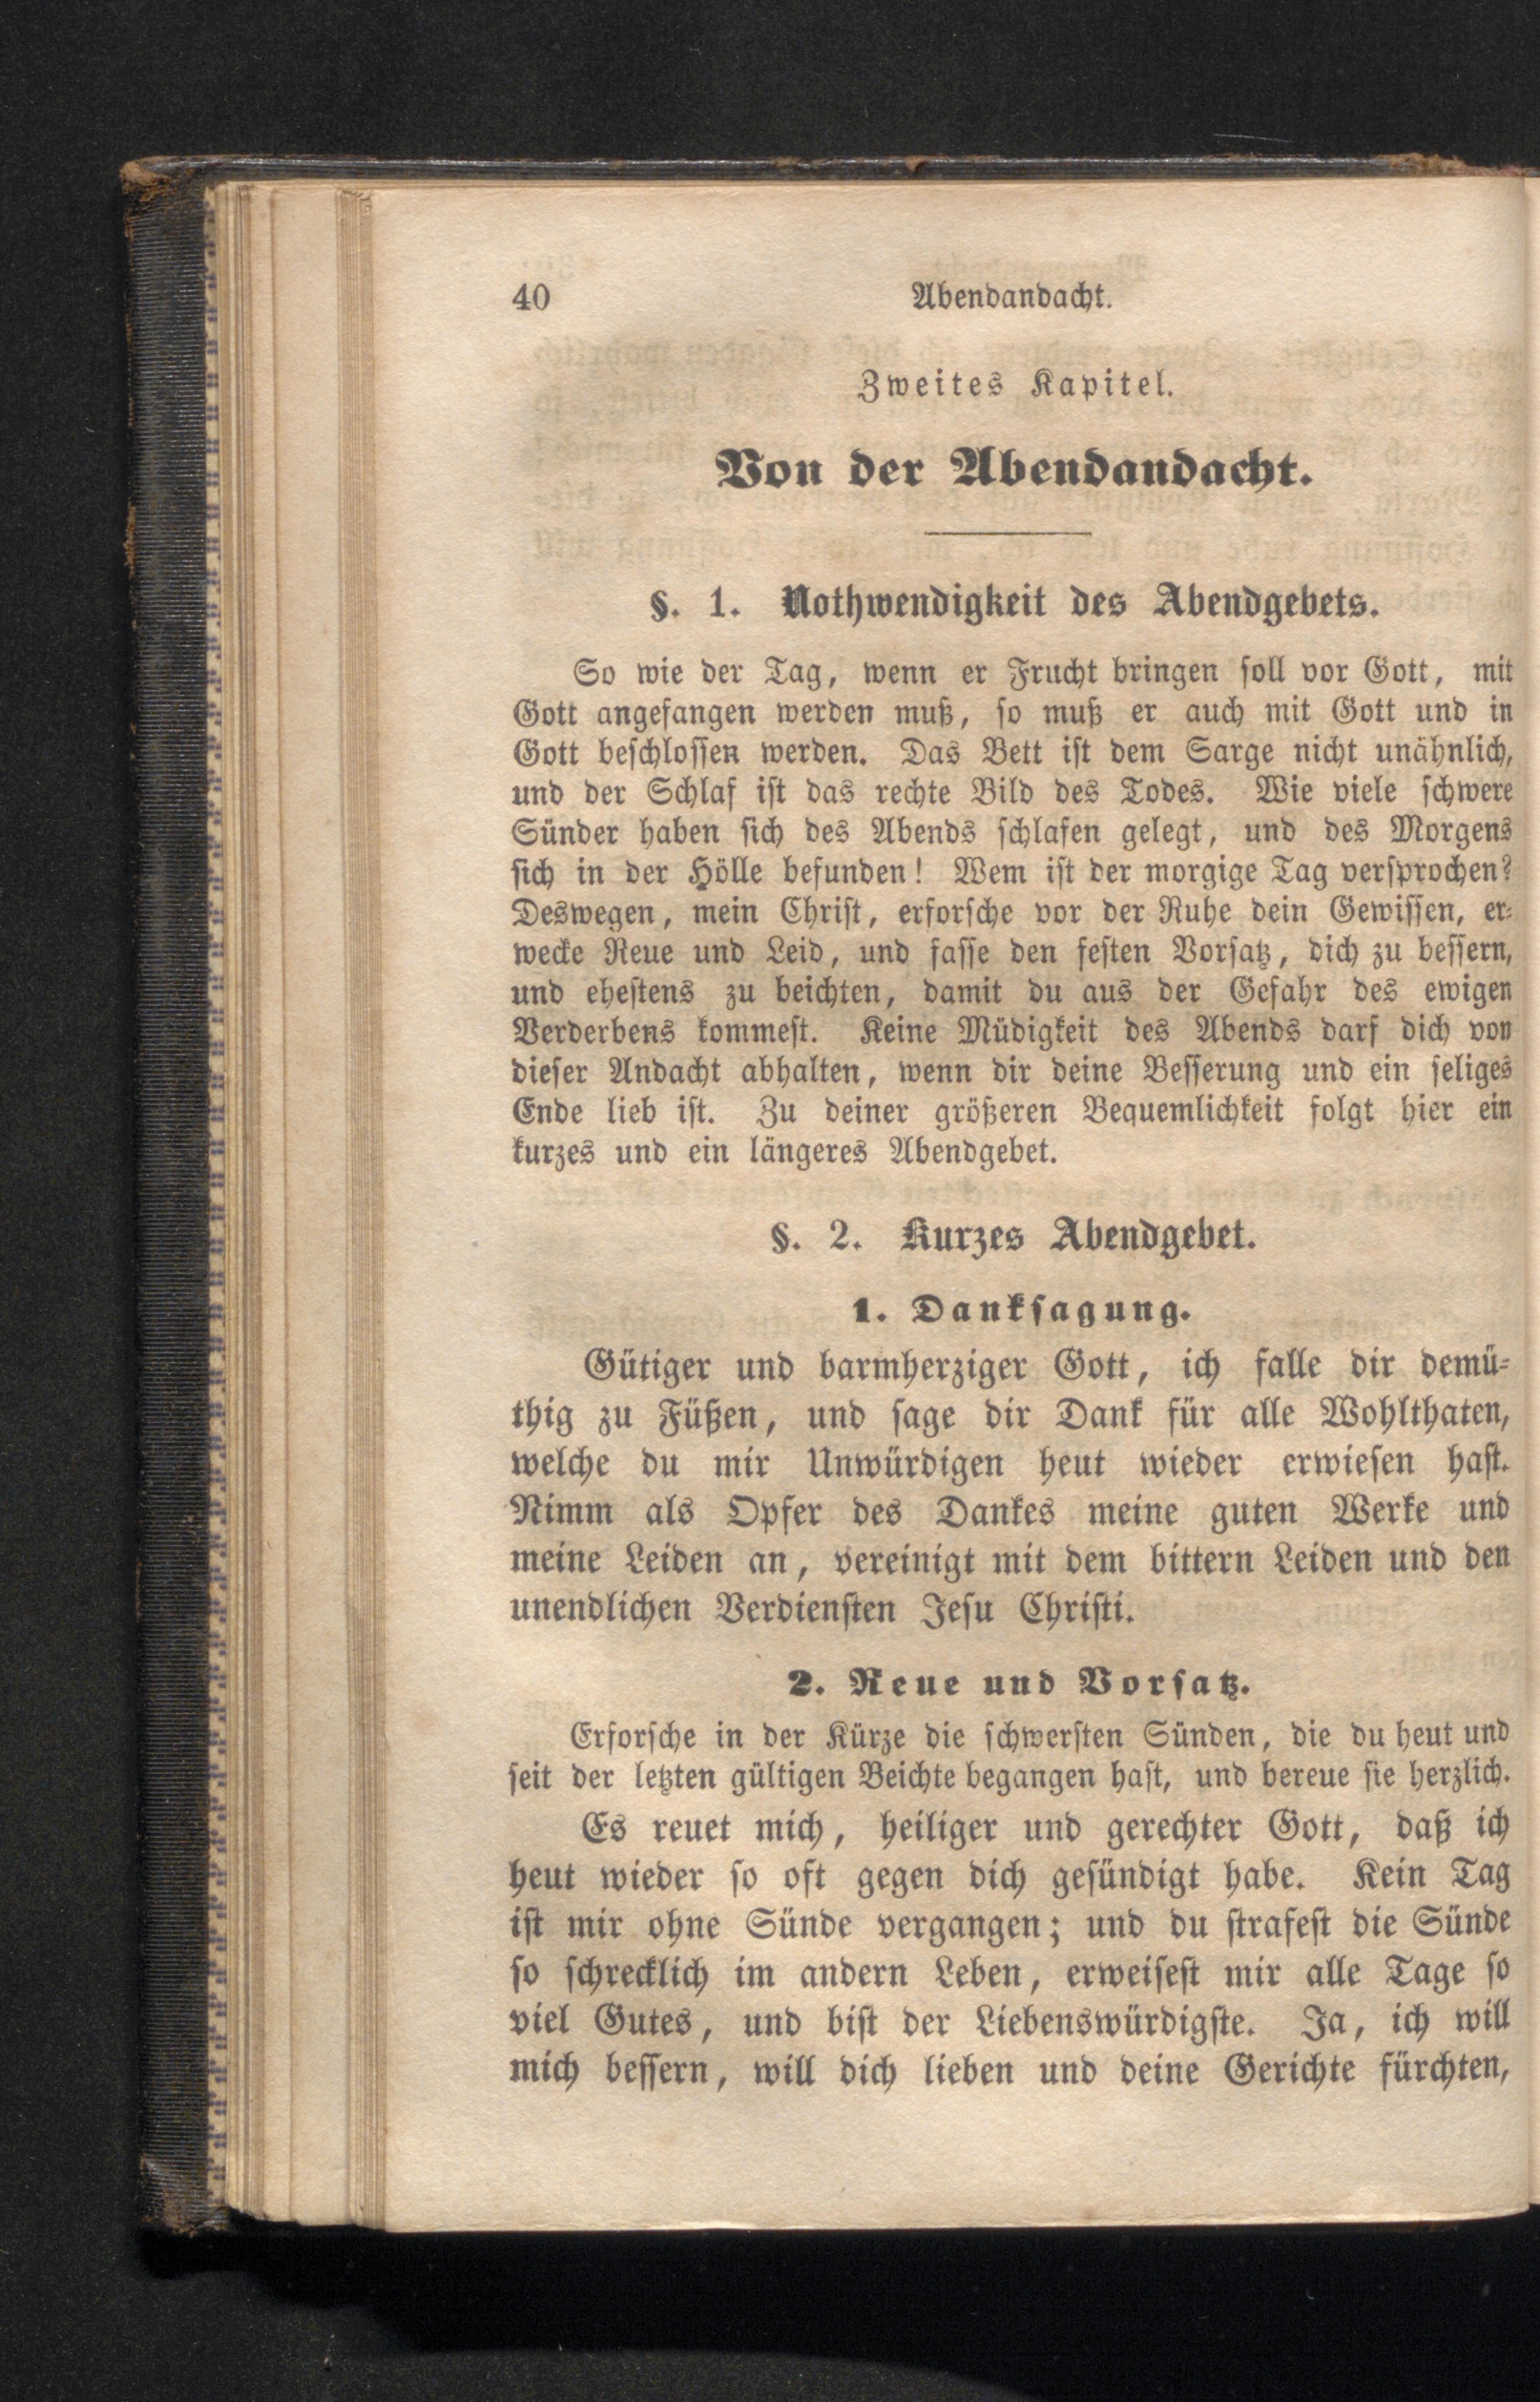 40 Abendandacht.
Zweites Kapitel.
Von der Abendandacht.
§. 1. Nothwendigkeit des Abendgebets.
So wie der Tag, wenn er Frucht bringen soll vor Gott, mit
Gott angefangen werden muß, so muß er auch mit Gott und in
Gott beschlossen werden. Das Bett ist dem Sarge nicht unähnlich,
und der Schlaf ist das rechte Bild des Todes. Wie viele schwere
Sünder haben sich des Abends schlafen gelegt, und des Morgens
sich in der Hölle befunden! Wem ist der morgige Tag versprochen?
Deswegen, mein Christ, erforsche vor der Ruhe dein Gewissen, er-
wecke Reue und Leid, und fasse den festen Vorsatz, dich zu bessern,
und ehestens zu beichten, damit du aus der Gefahr des ewigen
Verderbens kommest. Keine Müdigkeit des Abends darf dich von
dieser Andacht abhalten, wenn dir deine Besserung und ein seliges
Ende lieb ist. Zu deiner größeren Bequemlichkeit folgt hier ein
kurzes und ein längeres Abendgebet.
§. 2. Kurzes Abendgebet.
1. Danksagung.
Gütiger und barmherziger Gott, ich falle dir demü-
thig zu Füßen, und sage dir Dank für alle Wohlthaten,
welche du mir Unwürdigen heut wieder erwiesen hast.
Nimm als Opfer des Dankes meine guten Werke und
meine Leiden an, vereinigt mit dem bittern Leiden und den
unendlichen Verdiensten Jesu Christi.
2. Reue und Vorsatz.
Erforsche in der Kürze die schwersten Sünden, die du heut und
seit der letzten gültigen Beichte begangen hast, und bereue sie herzlich.
Es reuet mich, heiliger und gerechter Gott, daß ich
heut wieder so oft gegen dich gesündigt habe. Kein Tag
ist mir ohne Sünde vergangen; und du strafest die Sünde
so schrecklich im andern Leben, erweisest mir alle Tage so
viel Gutes, und bist der Liebenswürdigste. Ja, ich will
mich bessern, will dich lieben und deine Gerichte fürchten,